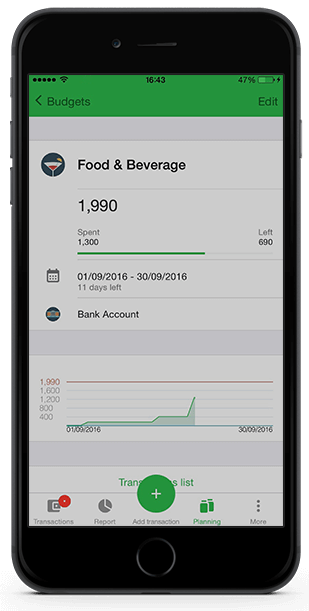 16:43
47%
Budgets
Edit
Food & Beverage
1,990
Spent
Left
1,300
690
01/09/2016 - 30/09/2016
11 days left
Bank Account
1,990
1,600
1,200
800
400
01/09/2016
30/09/2016
list
+
Transactions
Report
Add transaction
Planning
More